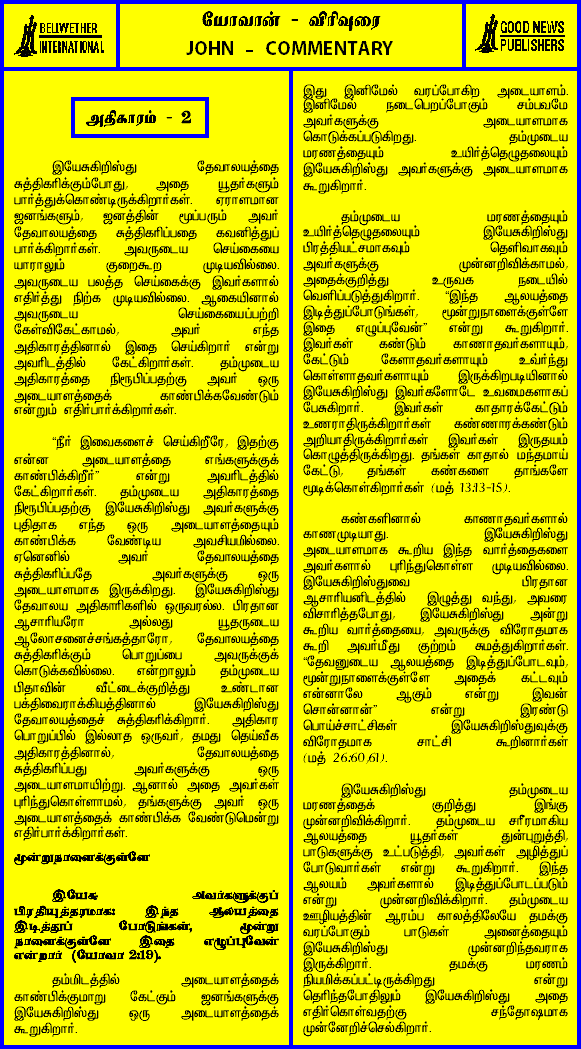 BELWETHER
INTERNATIONAL
யோவான் - விரிவுரை
JOHN - COMMENTARY
GOOD NEWS
PUBLISHERS
அதிகாரம் - 2
இயேசுகிறிஸ்து தேவாலயத்தை
சுத்திகரிக்கும்போது, அதை யூதர்களும்
பார்த்துக்கொண்டிருக்கிறார்கள். ஏராளமான
ஜனங்களும், ஜனத்தின் மூப்பரும் அவர்
தேவாலயத்தை சுத்திகரிப்பதை கவனித்துப்
பார்க்கிறார்கள். அவருடைய செய்கையை
யாராலும் குறைகூற முடியவில்லை.
அவருடைய பலத்த செய்கைக்கு இவர்களால்
எதிர்த்து நிற்க முடியவில்லை. ஆகையினால்
அவருடைய செய்கையைப்பற்றி
கேள்விகேட்காமல், அவர் எந்த
அதிகாரத்தினால் இதை செய்கிறார் என்று
அவரிடத்தில் கேட்கிறார்கள். தம்முடைய
அதிகாரத்தை நிரூபிப்பதற்கு அவர் ஒரு
அடையாளத்தைக் காண்பிக்கவேண்டும்
என்றும் எதிர்பார்க்கிறார்கள்.
"நீர் இவைகளைச் செய்கிறீரே, இதற்கு
என்ன அடையாளத்தை எங்களுக்குக்
காண்பிக்கிறீர்" என்று அவரிடத்தில்
கேட்கிறார்கள். தம்முடைய அதிகாரத்தை
நிரூபிப்பதற்கு இயேசுகிறிஸ்து அவர்களுக்கு
புதிதாக எந்த ஒரு அடையாளத்தையும்
காண்பிக்க வேண்டிய அவசியமில்லை.
ஏனெனில் அவர் தேவாலயத்தை
சுத்திகரிப்பதே அவர்களுக்கு ஒரு
அடையாளமாக இருக்கிறது. இயேசுகிறிஸ்து
தேவாலய அதிகாரிகளில் ஒருவரல்ல. பிரதான
ஆசாரியரோ அல்லது யூதருடைய
ஆலோசனைச்சங்கத்தாரோ, தேவாலயத்தை
சுத்திகரிக்கும் பொறுப்பை அவருக்குக்
கொடுக்கவில்லை. என்றாலும் தம்முடைய
பிதாவின் வீட்டைக்குறித்து உண்டான
பக்திவைராக்கியத்தினால் இயேசுகிறிஸ்து
தேவாலயத்தைச் சுத்திகரிக்கிறார். அதிகார
பொறுப்பில் இல்லாத ஒருவர், தமது தெய்வீக
அதிகாரத்தினால், தேவாலயத்தை
சுத்திகரிப்பது அவர்களுக்கு ஒரு
அடையாளமாயிற்று. ஆனால் அதை அவர்கள்
புரிந்துகொள்ளாமல், தங்களுக்கு அவர் ஒரு
அடையாளத்தைக் காண்பிக்க வேண்டுமென்று
எதிர்பார்க்கிறார்கள்.
மூன்றுநாளைக்குள்ளே
இயேசு அவர்களுக்குப்
பிரதியுத்தரமாக: இந்த ஆலயத்தை
இடித்துப் போடுங்கள், மூன்று
நாளைக்குள்ளே இதை எழுப்புவேன்
என்றார் (யோவா 2:19).
தம்மிடத்தில் அடையாளத்தைக்
காண்பிக்குமாறு கேட்கும் ஜனங்களுக்கு
இயேசுகிறிஸ்து ஒரு அடையாளத்தைக்
கூறுகிறார்.
இது இனிமேல் வரப்போகிற அடையாளம்.
இனிமேல் நடைபெறப்போகும் சம்பவமே
அவர்களுக்கு அடையாளமாக
கொடுக்கப்படுகிறது. தம்முடைய
மரணத்தையும் உயிர்த்தெழுதலையும்
இயேசுகிறிஸ்து அவர்களுக்கு அடையாளமாக
கூறுகிறார்.
தம்முடைய மரணத்தையும்
உயிர்த்தெழுதலையும் இயேசுகிறிஸ்து
பிரத்தியட்சமாகவும் தெளிவாகவும்
அவர்களுக்கு முன்னறிவிக்காமல்,
அதைக்குறித்து உருவக நடையில்
வெளிப்படுத்துகிறார். "இந்த ஆலயத்தை
இடித்துப்போடுங்கள், மூன்றுநாளைக்குள்ளே
இதை எழுப்புவேன்" என்று கூறுகிறார்.
இவர்கள் கண்டும் காணாதவர்களாயும்,
கேட்டும் கேளாதவர்களாயும் உணர்ந்து
கொள்ளாதவர்களாயும் இருக்கிறபடியினால்
இயேசுகிறிஸ்து இவர்களோடே உவமைகளாகப்
பேசுகிறார். இவர்கள் காதாரக்கேட்டும்
உணராதிருக்கிறார்கள் கண்ணாரக்கண்டும்
அறியாதிருக்கிறார்கள் இவர்கள் இருதயம்
கொழுத்திருக்கிறது. தங்கள் காதால் மந்தமாய்
கேட்டு, தங்கள் கண்களை தாங்களே
மூடிக்கொள்கிறார்கள் (மத் 13:13-15).
கண்களினால் காணாதவர்களால்
காணமுடியாது. இயேசுகிறிஸ்து
அடையாளமாக கூறிய இந்த வார்த்தைகளை
அவர்களால் புரிந்துகொள்ள முடியவில்லை.
இயேசுகிறிஸ்துவை பிரதான
ஆசாரியனிடத்தில் இழுத்து வந்து, அவரை
விசாரித்தபோது, இயேசுகிறிஸ்து அன்று
கூறிய வார்த்தையை, அவருக்கு விரோதமாக
கூறி அவர்மீது குற்றம் சுமத்துகிறார்கள்.
"தேவனுடைய ஆலயத்தை இடித்துப்போடவும்,
மூன்றுநாளைக்குள்ளே அதைக் கட்டவும்
என்னாலே ஆகும் என்று இவன்
சொன்னான்" என்று இரண்டு
பொய்ச்சாட்சிகள் இயேசுகிறிஸ்துவுக்கு
விரோதமாக சாட்சி கூறினார்கள்
(மத் 26:60,61).
இயேசுகிறிஸ்து தம்முடைய
மரணத்தைக் குறித்து இங்கு
முன்னறிவிக்கிறார். தம்முடைய சரீரமாகிய
ஆலயத்தை யூதர்கள் துன்புறுத்தி,
பாடுகளுக்கு உட்படுத்தி, அவர்கள் அழித்துப்
போடுவார்கள் என்று கூறுகிறார். இந்த
ஆலயம் அவர்களால் இடித்துப்போடப்படும்
என்று முன்னறிவிக்கிறார். தம்முடைய
ஊழியத்தின் ஆரம்ப காலத்திலேயே தமக்கு
வரப்போகும் பாடுகள் அனைத்தையும்
இயேசுகிறிஸ்து முன்னறிந்தவராக
இருக்கிறார். தமக்கு மரணம்
நியமிக்கப்பட்டிருக்கிறது என்று
தெரிந்தபோதிலும் இயேசுகிறிஸ்து அதை
எதிர்கொள்வதற்கு சந்தோஷமாக
முன்னேறிச்செல்கிறார்.